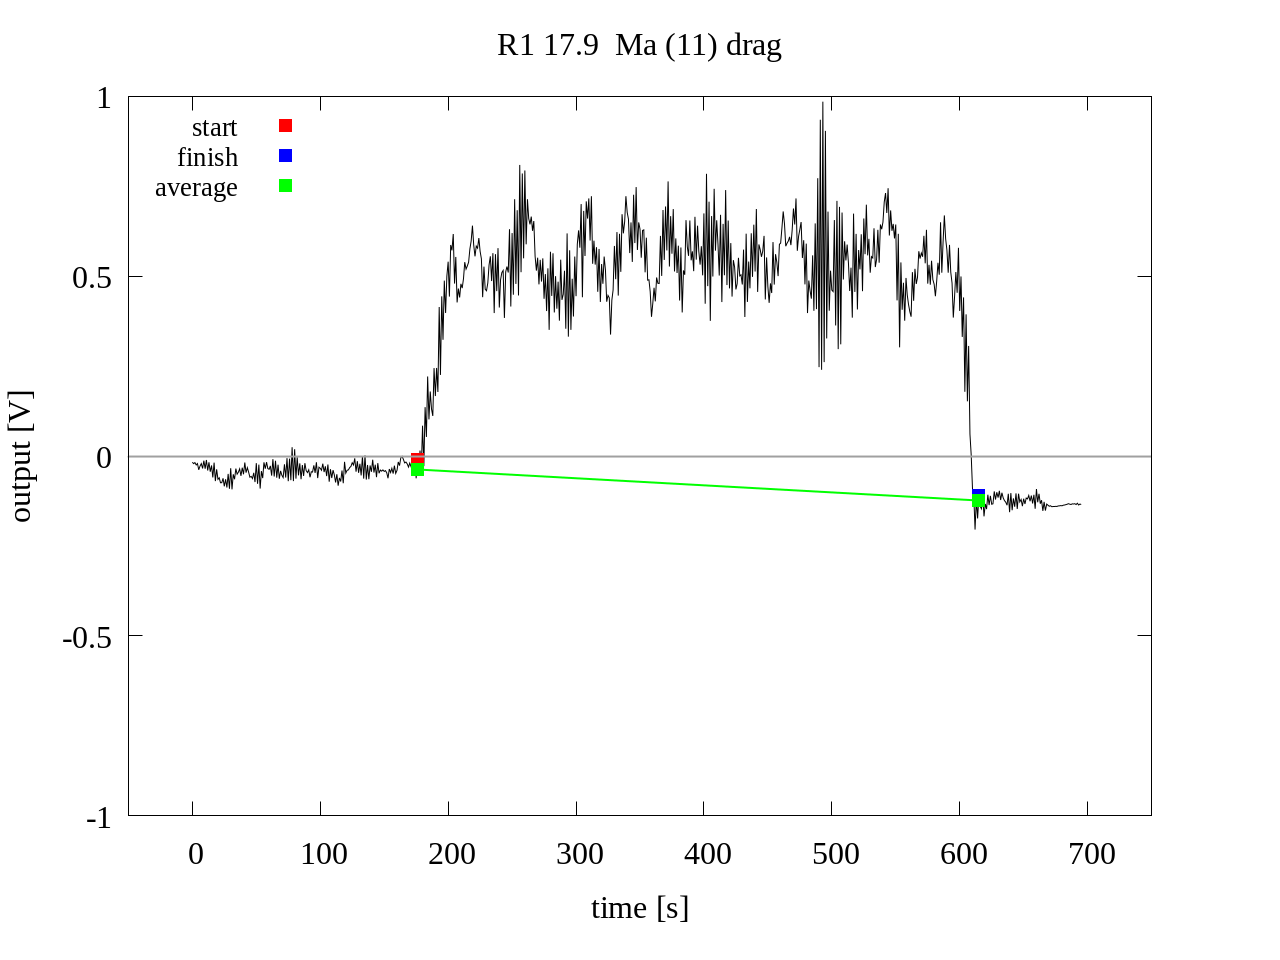 R1 17.9  Ma (11) drag
1
0.5
0
-0.5
-1
output [V]
start
finish
average
0 100 200 300 400 500 600 700
time [s]